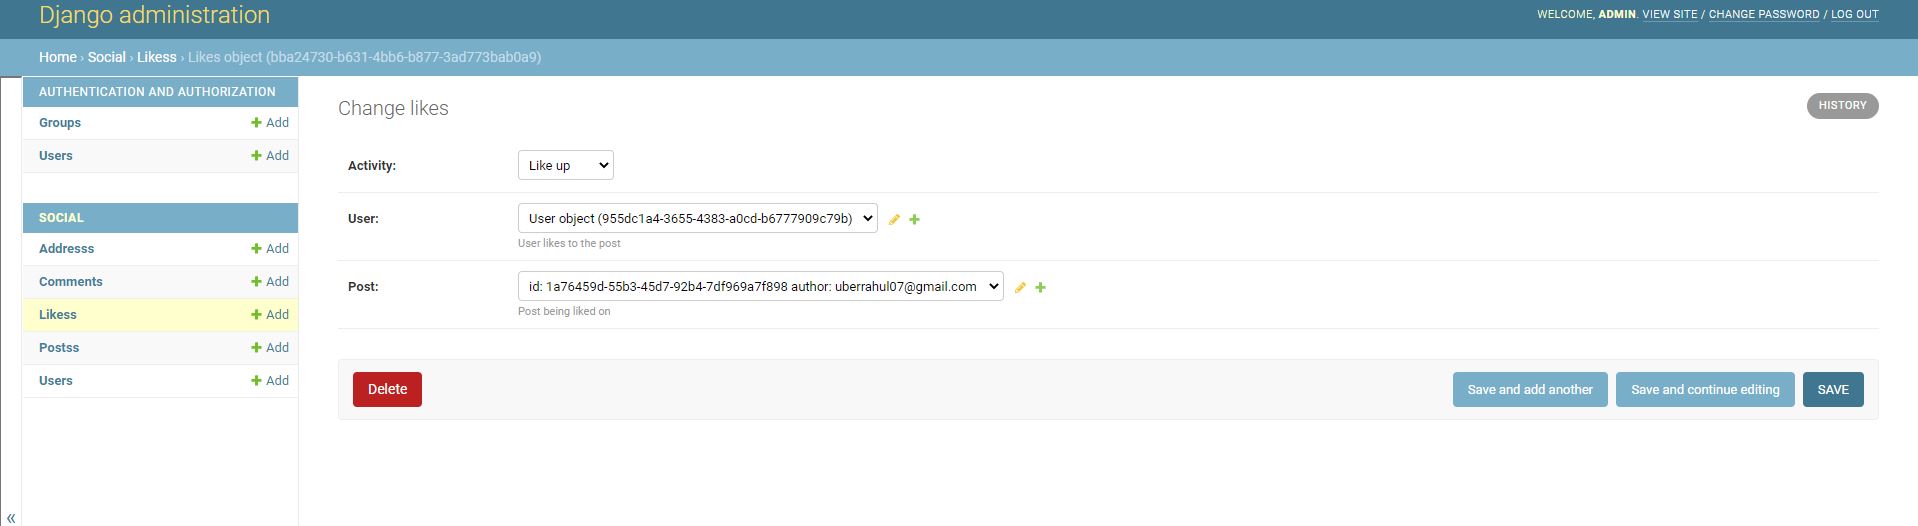 Django administration
WELCOME, ADMIN. VIEW SITE / CHANGE PASSWORD / LOG OUT
Home › Social › Likess › Likes object (bba24730-b631-4bb6-b877-3ad773bab0a9)
AUTHENTICATION AND AUTHORIZATION
Groups + Add
Users + Add
SOCIAL
Addresss + Add
Comments + Add
Likess + Add
Postss + Add
Users + Add
«
Change likes
HISTORY
Activity: Like up
User: User object (955dc1a4-3655-4383-a0cd-b6777909c79b)
User likes to the post
Post: id: 1a76459d-55b3-45d7-92b4-7df969a7f898 author: uberrahul07@gmail.com
Post being liked on
Delete
Save and add another
Save and continue editing
SAVE